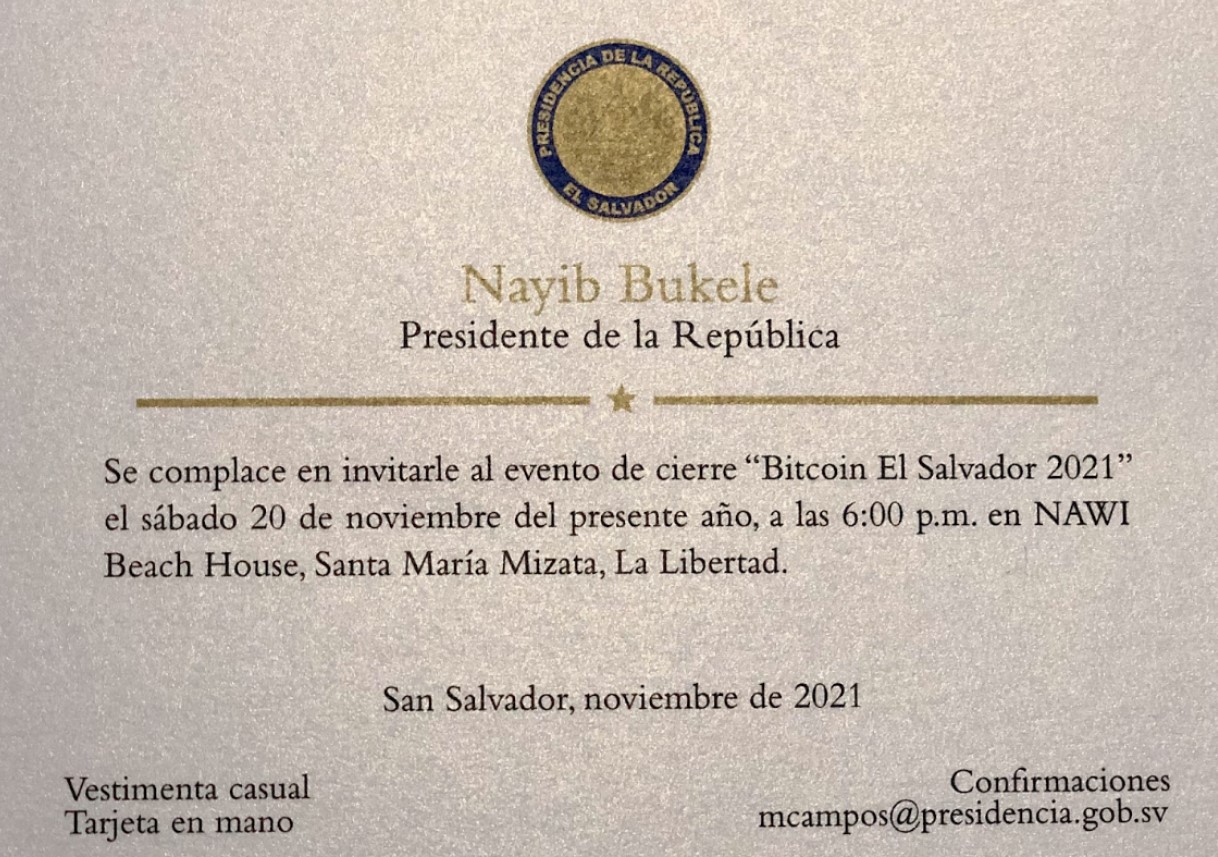 PRESIDENCIA DE LA REPÚBLICA
EL SALVADOR
Nayib Bukele
Presidente de la República
Se complace en invitarle al evento de cierre “Bitcoin El Salvador 2021”
el sábado 20 de noviembre del presente año, a las 6:00 p.m. en NAWI
Beach House, Santa María Mizata, La Libertad.
San Salvador, noviembre de 2021
Vestimenta casual
Tarjeta en mano
Confirmaciones
mcampos@presidencia.gob.sv